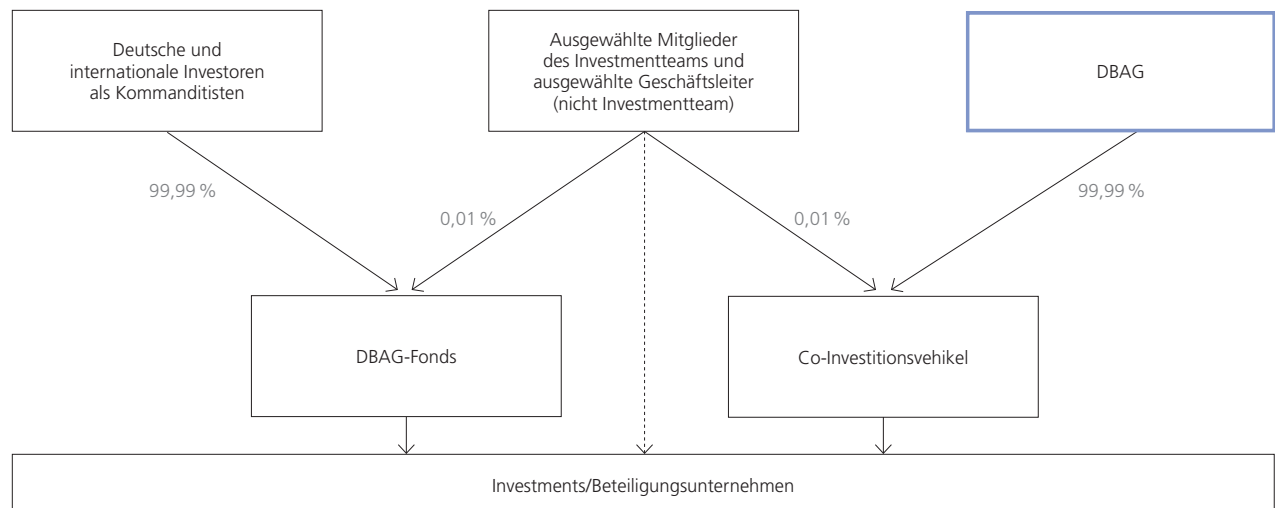 Deutsche und
internationale Investoren
als Kommanditisten
Ausgewählte Mitglieder
des Investmentteams und
ausgewählte Geschäftsleiter
(nicht Investmentteam)
DBAG
99,99 %
0,01 %
0,01 %
99,99 %
DBAG-Fonds
Co-Investitionsvehikel
Investments/Beteiligungsunternehmen